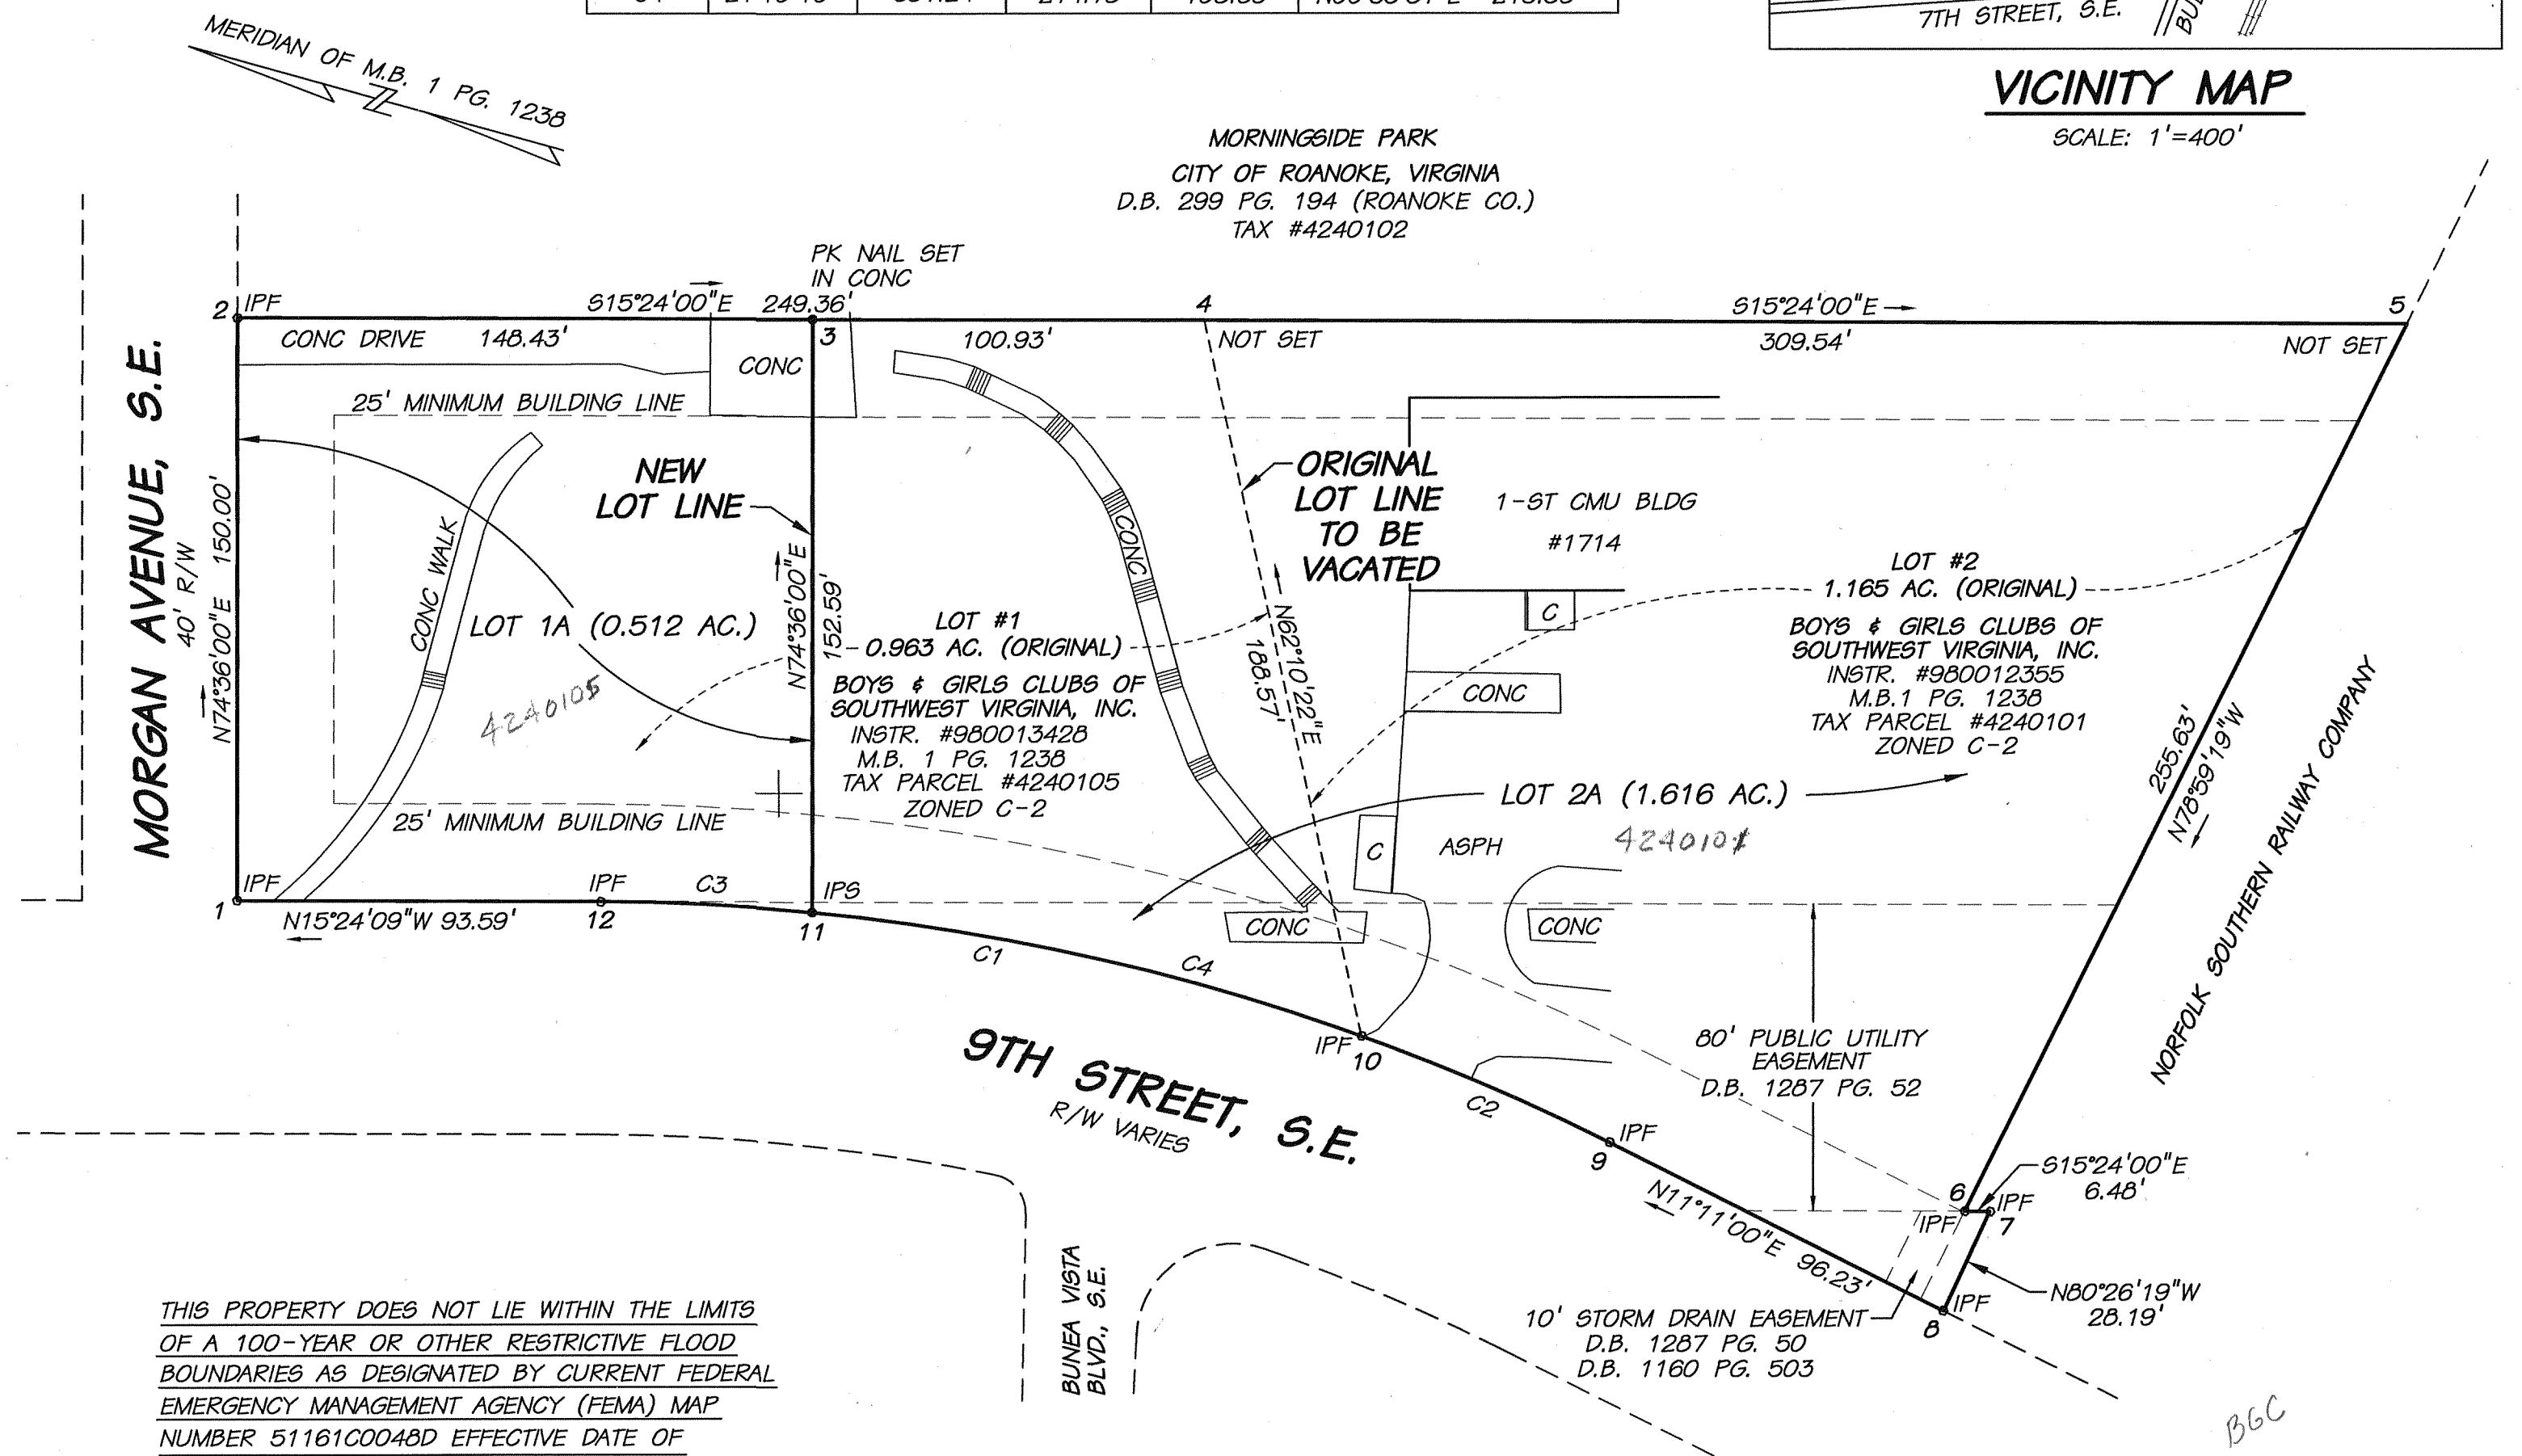 7TH STREET, S.E.
MERIDIAN OF M.B. 1 PG. 1238
VICINITY MAP
SCALE: 1'=400'
MORNINGSIDE PARK
CITY OF ROANOKE, VIRGINIA
D.B. 299 PG. 194 (ROANOKE CO.)
TAX #4240102
PK NAIL SET
IN CONC
2 IPF
S15°24'00"E 249.36'
4
S15°24'00"E
5
CONC DRIVE 148.43'
3
100.93'
NOT SET
309.54'
NOT SET
CONC
25' MINIMUM BUILDING LINE
MORGAN AVENUE, S.E.
40' R/W
N74°36'00"E 150.00'
CONC WALK
NEW
LOT LINE
N74°36'00"E
152.59'
LOT 1A (0.512 AC.)
4240105
CONC
ORIGINAL
LOT LINE
TO BE
VACATED
N62°10'22"E
188.57'
1-ST CMU BLDG
#1714
C
CONC
LOT #1
0.963 AC. (ORIGINAL)
BOYS & GIRLS CLUBS OF
SOUTHWEST VIRGINIA, INC.
INSTR. #980013428
M.B. 1 PG. 1238
TAX PARCEL #4240105
ZONED C-2
LOT #2
1.165 AC. (ORIGINAL)
BOYS & GIRLS CLUBS OF
SOUTHWEST VIRGINIA, INC.
INSTR. #980012355
M.B.1 PG. 1238
TAX PARCEL #4240101
ZONED C-2
255.63'
N78°59'19"W
NORFOLK SOUTHERN RAILWAY COMPANY
LOT 2A (1.616 AC.)
4240101
25' MINIMUM BUILDING LINE
C
ASPH
1
IPF
N15°24'09"W 93.59'
IPF
12
C3
IPS
11
C1
C4
CONC
CONC
IPF
10
C2
IPF
9
9TH STREET, S.E.
R/W VARIES
80' PUBLIC UTILITY
EASEMENT
D.B. 1287 PG. 52
N11°11'00"E 96.23'
6
IPF
S15°24'00"E
6.48'
IPF
7
N80°26'19"W
28.19'
IPF
8
10' STORM DRAIN EASEMENT
D.B. 1287 PG. 50
D.B. 1160 PG. 503
BUNEA VISTA
BLVD., S.E.
THIS PROPERTY DOES NOT LIE WITHIN THE LIMITS
OF A 100-YEAR OR OTHER RESTRICTIVE FLOOD
BOUNDARIES AS DESIGNATED BY CURRENT FEDERAL
EMERGENCY MANAGEMENT AGENCY (FEMA) MAP
NUMBER 51161C0048D EFFECTIVE DATE OF
BGC